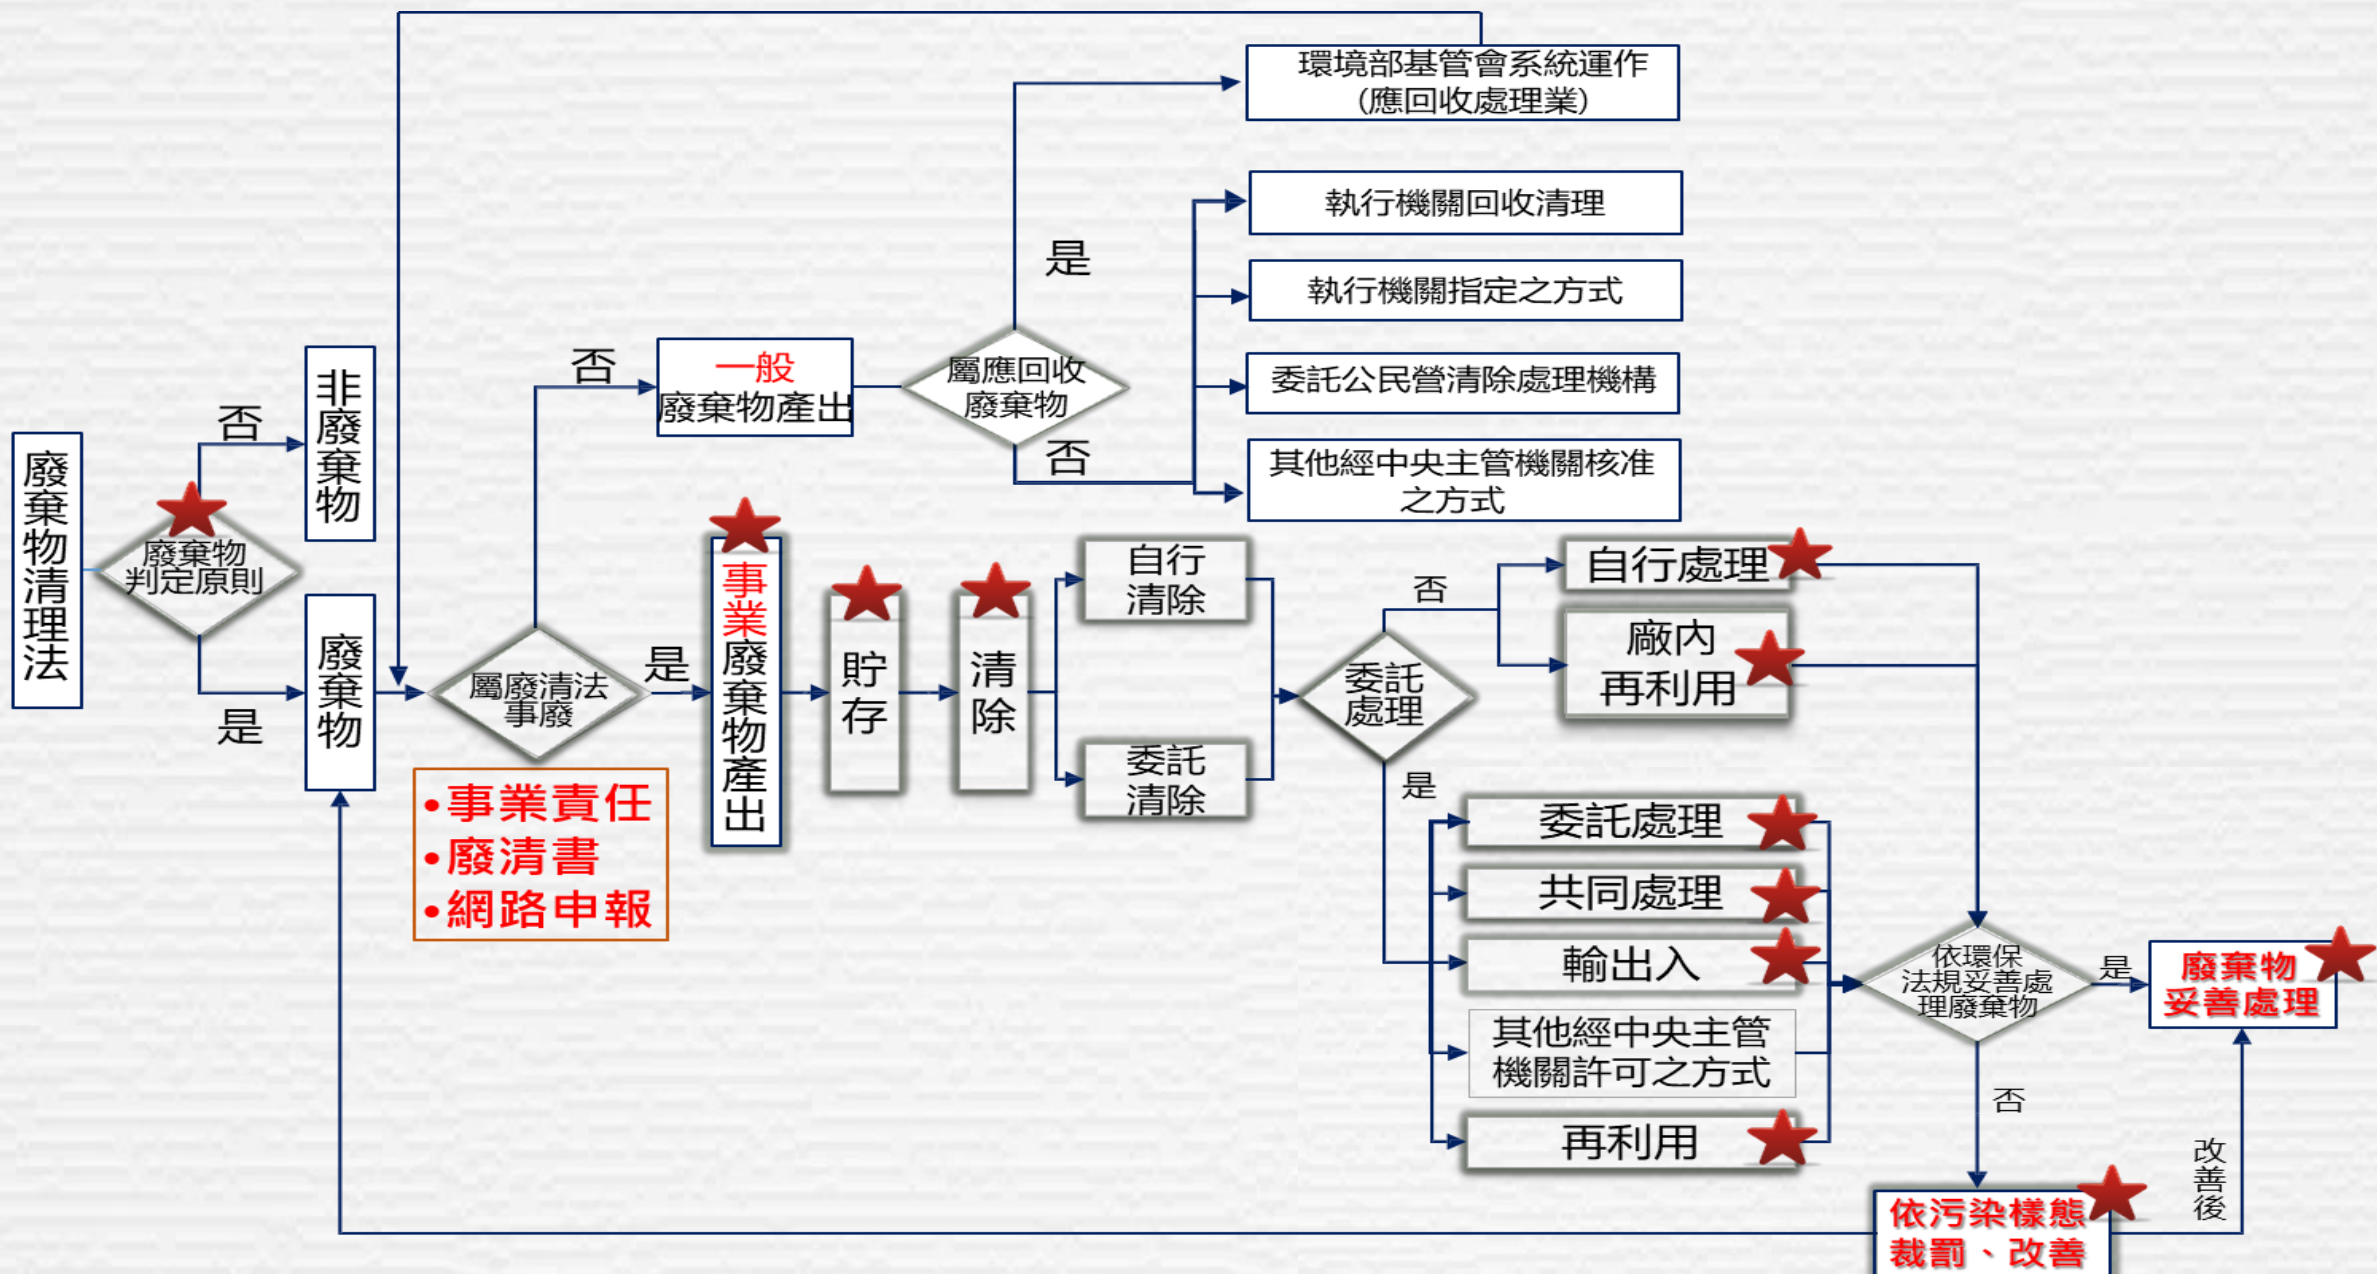 環境部基管會系統運作
(應回收處理業)
執行機關回收清理
執行機關指定之方式
委託公民營清除處理機構
其他經中央主管機關核准
之方式
是
否
屬應回收
廢棄物
一般
廢棄物產出
否
非廢棄物
否
廢棄物清理法
廢棄物
判定原則
是
廢棄物
屬廢清法
事廢
是
•事業責任
•廢清書
•網路申報
事業廢棄物產出
貯存
清除
自行
清除
委託
清除
委託
處理
否
自行處理
廠內
再利用
是
委託處理
共同處理
輸出入
其他經中央主管
機關許可之方式
再利用
依環保
法規妥善處
理廢棄物
是
廢棄物
妥善處理
否
改善後
依污染樣態
裁罰、改善